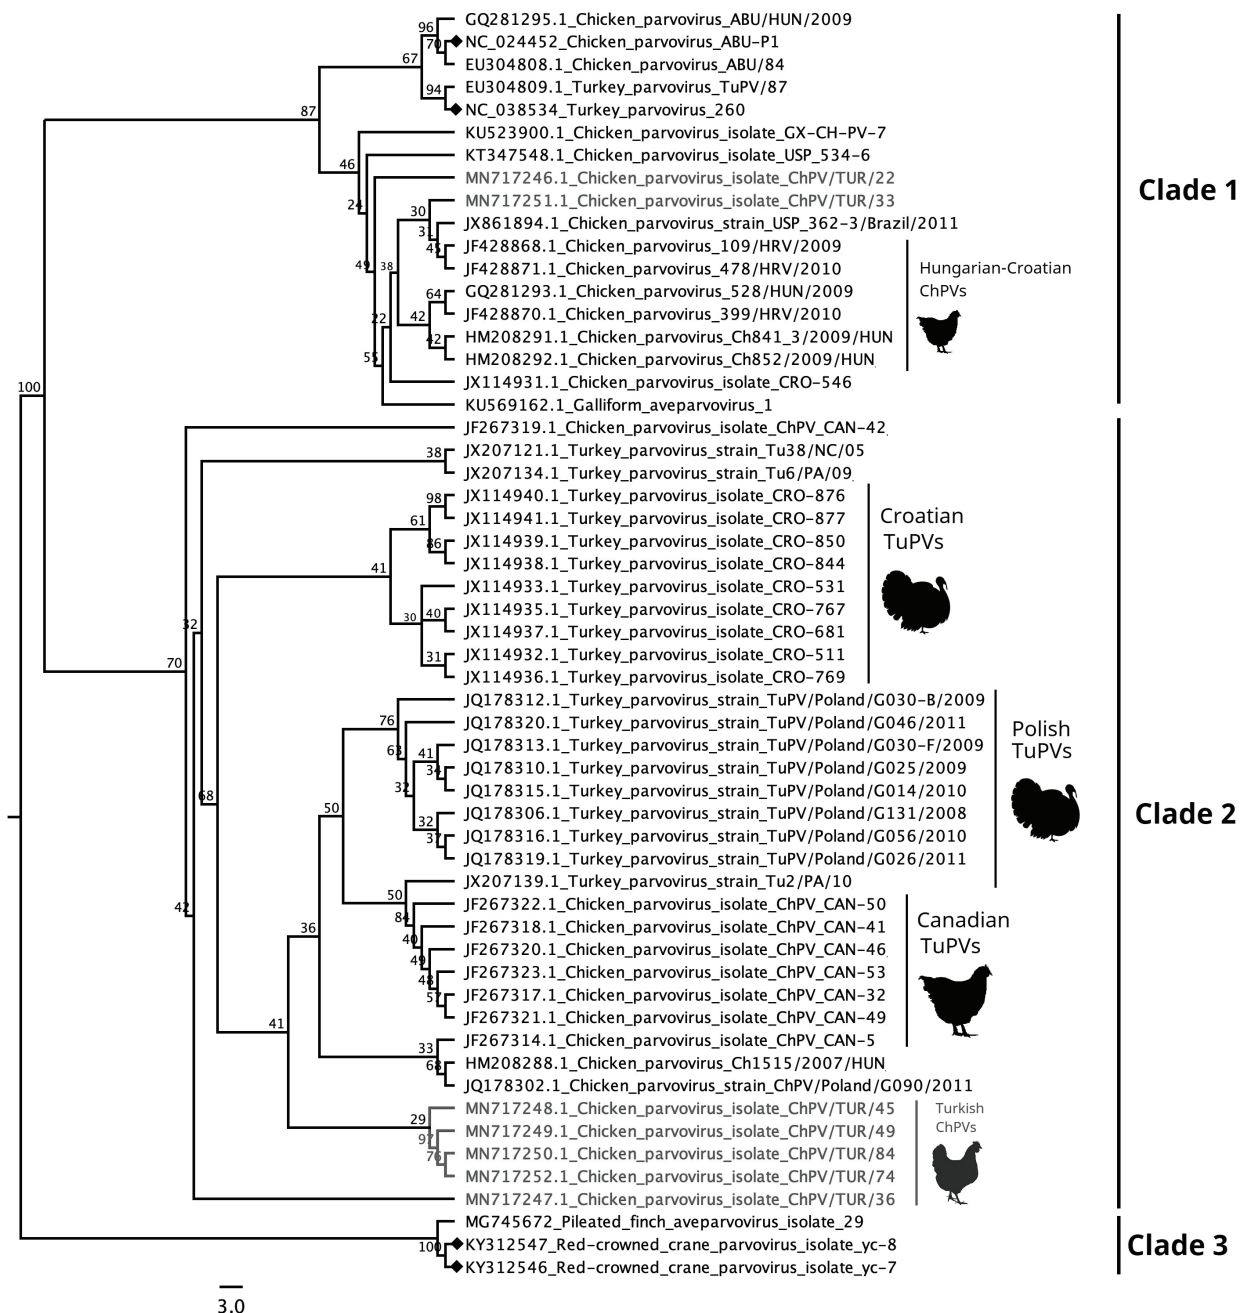 96
GQ281295.1_Chicken_parvovirus_ABU/HUN/2009
70
NC_024452_Chicken_parvovirus_ABU-P1
67
EU304808.1_Chicken_parvovirus_ABU/84
94
EU304809.1_Turkey_parvovirus_TuPV/87
87
NC_038534_Turkey_parvovirus_260
KU523900.1_Chicken_parvovirus_isolate_GX-CH-PV-7
46
KT347548.1_Chicken_parvovirus_isolate_USP_534-6
MN717246.1_Chicken_parvovirus_isolate_ChPV/TUR/22
Clade 1
24
30
MN717251.1_Chicken_parvovirus_isolate_ChPV/TUR/33
31
JX861894.1_Chicken_parvovirus_strain_USP_362-3/Brazil/2011
45
JF428868.1_Chicken_parvovirus_109/HRV/2009
49
38
JF428871.1_Chicken_parvovirus_478/HRV/2010
Hungarian-Croatian
ChPVs
64
GQ281293.1_Chicken_parvovirus_528/HUN/2009
22
42
JF428870.1_Chicken_parvovirus_399/HRV/2010
42
HM208291.1_Chicken_parvovirus_Ch841_3/2009/HUN
55
HM208292.1_Chicken_parvovirus_Ch852/2009/HUN
JX114931.1_Chicken_parvovirus_isolate_CRO-546
100
KU569162.1_Galliform_aveparvovirus_1
JF267319.1_Chicken_parvovirus_isolate_ChPV_CAN-42
38
JX207121.1_Turkey_parvovirus_strain_Tu38/NC/05
JX207134.1_Turkey_parvovirus_strain_Tu6/PA/09
98
JX114940.1_Turkey_parvovirus_isolate_CRO-876
61
JX114941.1_Turkey_parvovirus_isolate_CRO-877
Croatian
TuPVs
86
JX114939.1_Turkey_parvovirus_isolate_CRO-850
41
JX114938.1_Turkey_parvovirus_isolate_CRO-844
JX114933.1_Turkey_parvovirus_isolate_CRO-531
30
40
JX114935.1_Turkey_parvovirus_isolate_CRO-767
32
JX114937.1_Turkey_parvovirus_isolate_CRO-681
70
31
JX114932.1_Turkey_parvovirus_isolate_CRO-511
JX114936.1_Turkey_parvovirus_isolate_CRO-769
JQ178312.1_Turkey_parvovirus_strain_TuPV/Poland/G030-B/2009
76
JQ178320.1_Turkey_parvovirus_strain_TuPV/Poland/G046/2011
Polish
TuPVs
63
41
JQ178313.1_Turkey_parvovirus_strain_TuPV/Poland/G030-F/2009
34
JQ178310.1_Turkey_parvovirus_strain_TuPV/Poland/G025/2009
68
32
JQ178315.1_Turkey_parvovirus_strain_TuPV/Poland/G014/2010
50
32
JQ178306.1_Turkey_parvovirus_strain_TuPV/Poland/G131/2008
Clade 2
37
JQ178316.1_Turkey_parvovirus_strain_TuPV/Poland/G056/2010
JQ178319.1_Turkey_parvovirus_strain_TuPV/Poland/G026/2011
JX207139.1_Turkey_parvovirus_strain_Tu2/PA/10
42
50
JF267322.1_Chicken_parvovirus_isolate_ChPV_CAN-50
84
JF267318.1_Chicken_parvovirus_isolate_ChPV_CAN-41
Canadian
TuPVs
36
40
JF267320.1_Chicken_parvovirus_isolate_ChPV_CAN-46
49
JF267323.1_Chicken_parvovirus_isolate_ChPV_CAN-53
48
57
JF267317.1_Chicken_parvovirus_isolate_ChPV_CAN-32
41
JF267321.1_Chicken_parvovirus_isolate_ChPV_CAN-49
33
JF267314.1_Chicken_parvovirus_isolate_ChPV_CAN-5
68
HM208288.1_Chicken_parvovirus_Ch1515/2007/HUN
JQ178302.1_Chicken_parvovirus_strain_ChPV/Poland/G090/2011
29
MN717248.1_Chicken_parvovirus_isolate_ChPV/TUR/45
Turkish
ChPVs
97
MN717249.1_Chicken_parvovirus_isolate_ChPV/TUR/49
76
MN717250.1_Chicken_parvovirus_isolate_ChPV/TUR/84
MN717252.1_Chicken_parvovirus_isolate_ChPV/TUR/74
MN717247.1_Chicken_parvovirus_isolate_ChPV/TUR/36
MG745672_Pileated_finch_aveparvovirus_isolate_29
100
KY312547_Red-crowned_crane_parvovirus_isolate_yc-8
Clade 3
KY312546_Red-crowned_crane_parvovirus_isolate_yc-7
3.0